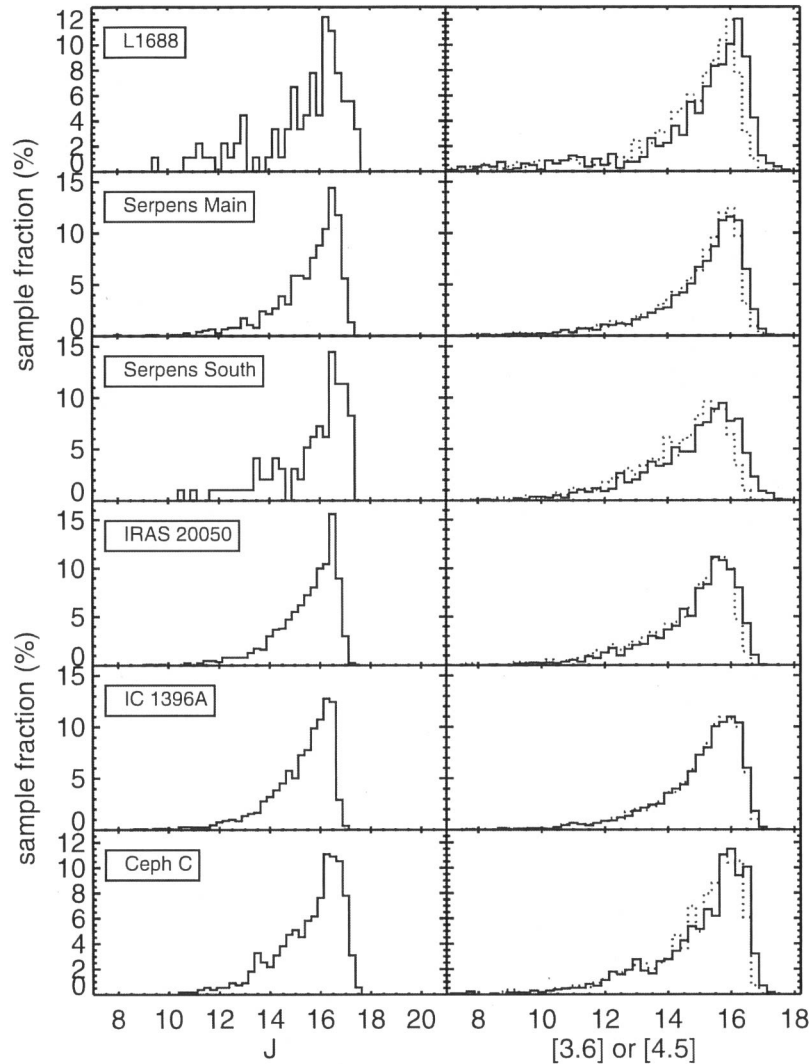 12
10
8
6
4
2
0
L1688
15
10
5
0
Serpens Main
15
10
5
0
Serpens South
15
10
5
0
IRAS 20050
15
10
5
0
IC 1396A
12
10
8
6
4
2
0
Ceph C
sample fraction (%)
sample fraction (%)
8 10 12 14 16 18 20
J
8 10 12 14 16 18
[3.6] or [4.5]